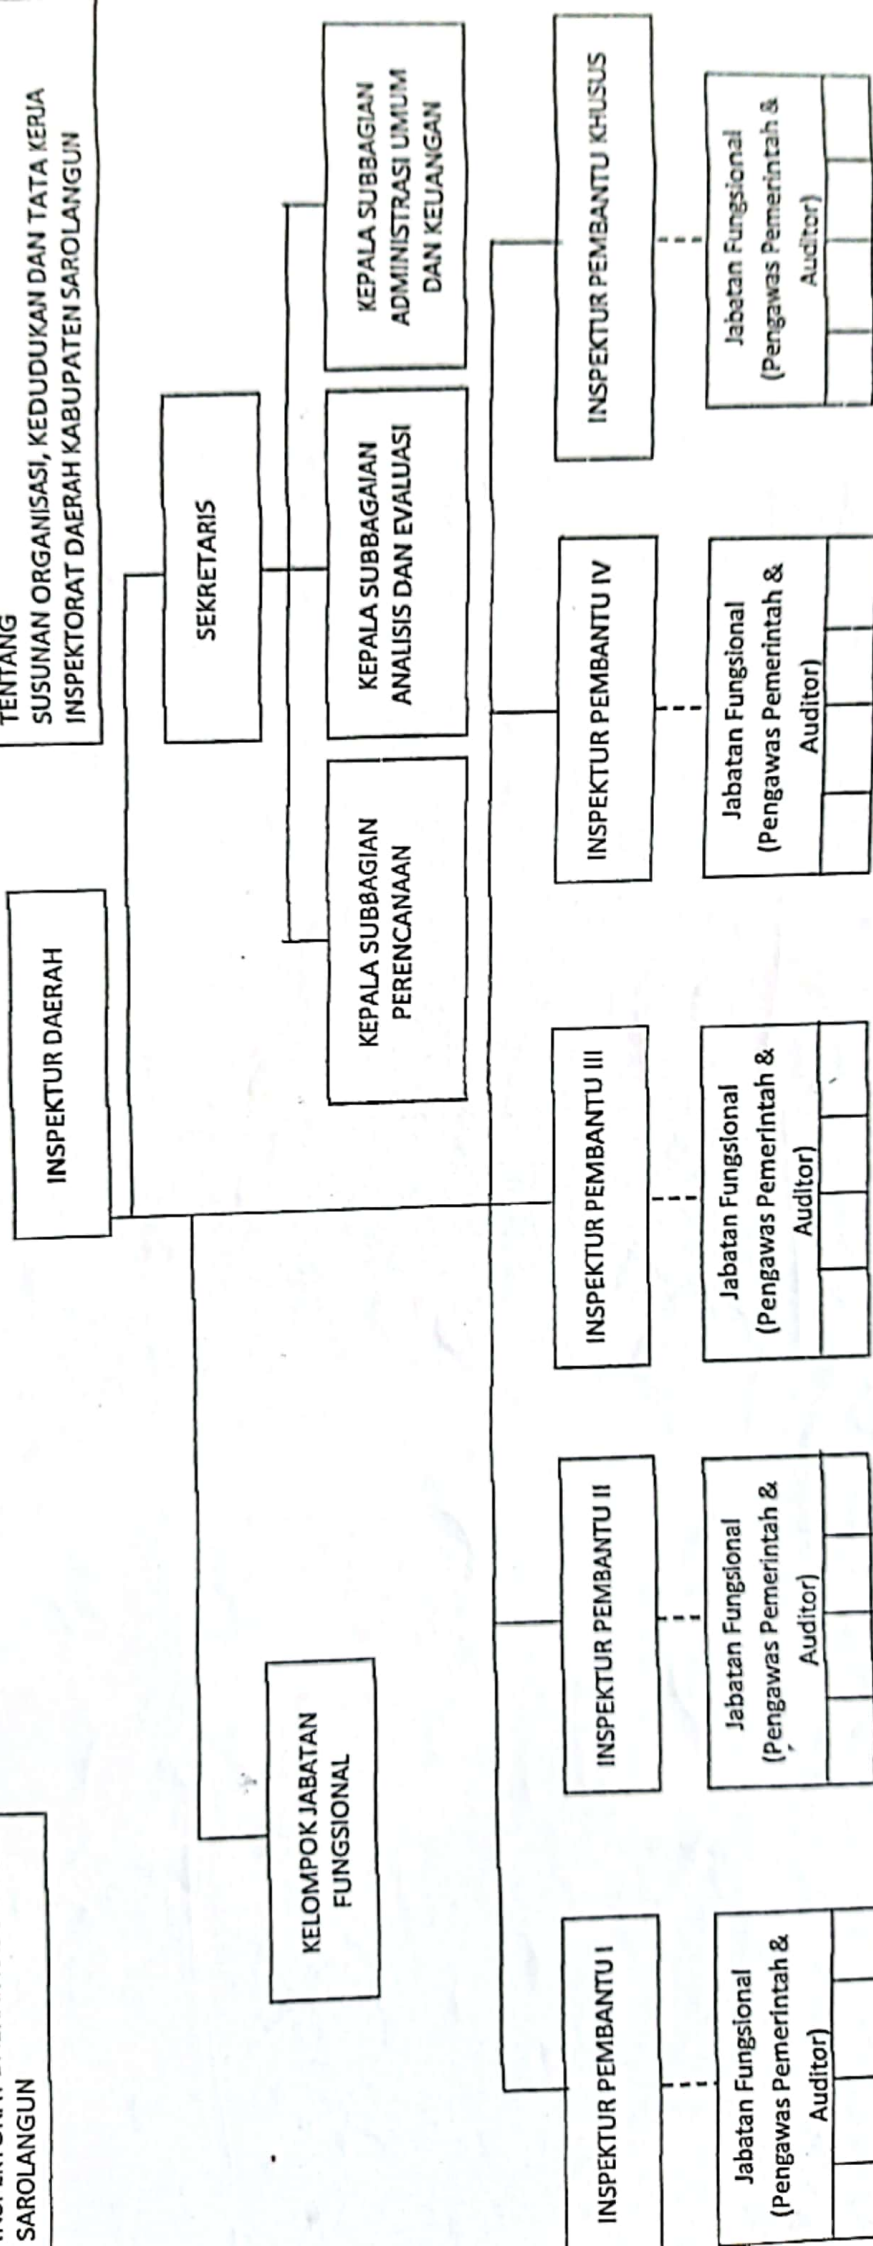 SAROLANGUN
TENTANG
SUSUNAN ORGANISASI, KEDUDUKAN DAN TATA KERJA
INSPEKTORAT DAERAH KABUPATEN SAROLANGUN
INSPEKTUR DAERAH
SEKRETARIS
KELOMPOK JABATAN
FUNGSIONAL
KEPALA SUBBAGIAN
PERENCANAAN
KEPALA SUBBAGAIAN
ANALISIS DAN EVALUASI
KEPALA SUBBAGIAN
ADMINISTRASI UMUM
DAN KEUANGAN
INSPEKTUR PEMBANTU I
INSPEKTUR PEMBANTU II
INSPEKTUR PEMBANTU III
INSPEKTUR PEMBANTU IV
INSPEKTUR PEMBANTU KHUSUS
Jabatan Fungsional
(Pengawas Pemerintah &
Auditor)
Jabatan Fungsional
(Pengawas Pemerintah &
Auditor)
Jabatan Fungsional
(Pengawas Pemerintah &
Auditor)
Jabatan Fungsional
(Pengawas Pemerintah &
Auditor)
Jabatan Fungsional
(Pengawas Pemerintah &
Auditor)